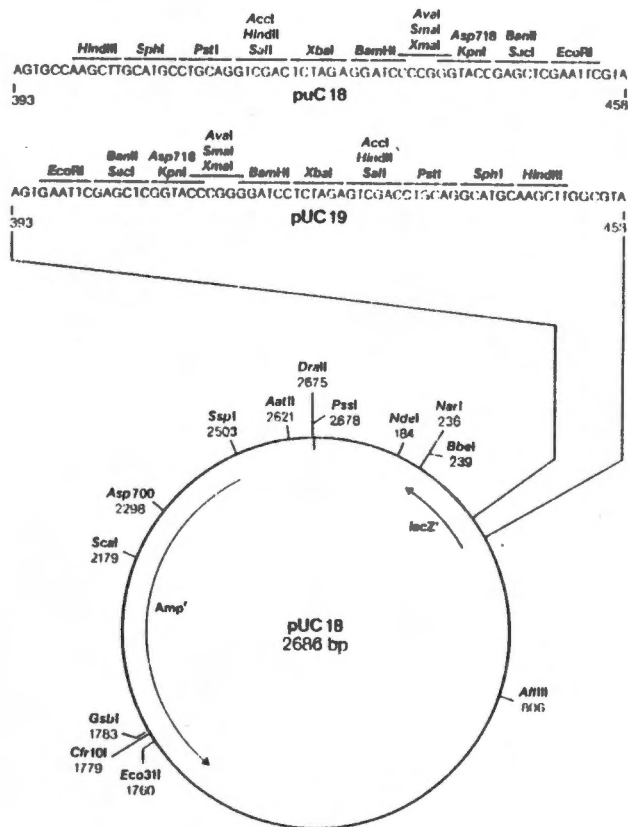 AccI
AvaI
HindII
SmaI
Asp718
BanII
HindIII SphI PstI SalI XbaI BamHI XmaI KpnI SacI EcoRI
AGTGCCAAGCTTGCATGCCTGCAGGTCGACTCTAGAGGATCCCCGGGTACCGAGCTCGAATTCGTA
393 puC 18 458
AvaI
AccI
BanII Asp718 SmaI
HindII
EcoRI SacI KpnI XmaI BamHI XbaI SalI PstI SphI HindIII
AGTGAATTCGAGCTCGGTACCCGGGGATCCTCTAGAGTCGACCTGCAGGCATGCAAGCTTGGCGTA
393 pUC 19 458
DraII
2675
AatII
2621
PssI
2678
SspI
2503
NdeI
184
NarI
236
BbeI
239
Asp700
2298
lacZ'
ScaI
2179
Ampʳ
pUC 18
2686 bp
AflIII
806
GsbI
1783
Cfr10I
1779
Eco31I
1760